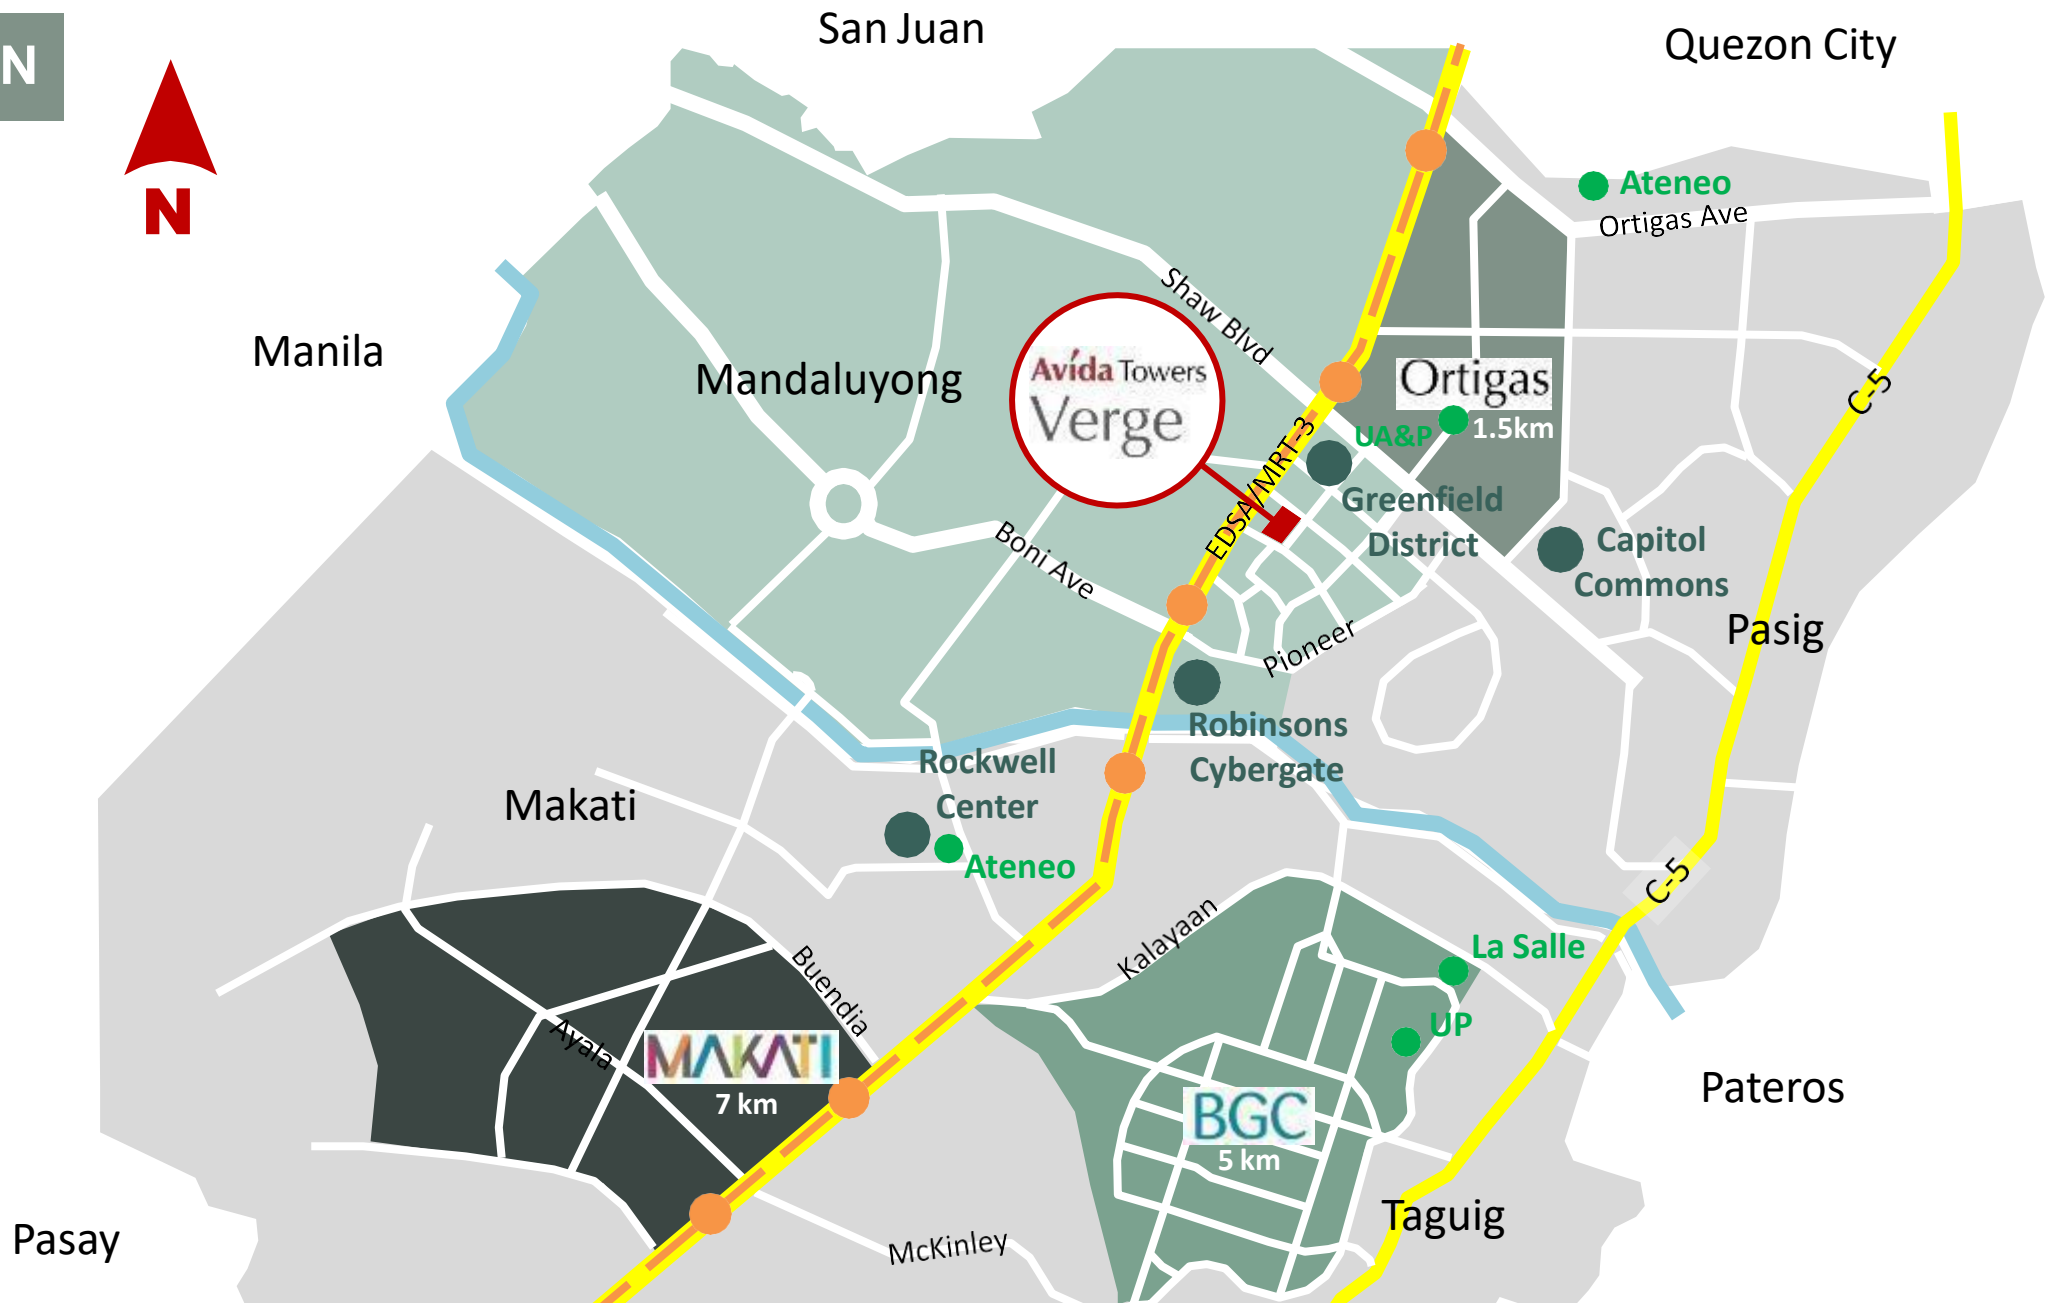 San Juan
Quezon City
N
N
Ateneo
Ortigas Ave
Shaw Blvd
Manila
Mandaluyong
Avída Towers
Verge
Ortigas
1.5km
UA&P
C-5
EDSA/MRT-3
Greenfield
District
Capitol
Commons
Boni Ave
Pasig
Pioneer
Robinsons
Cybergate
Rockwell
Center
Makati
Ateneo
C-5
Kalayaan
La Salle
Buendia
UP
Ayala
MAKATI
7 km
BGC
5 km
Pateros
Taguig
Pasay
McKinley